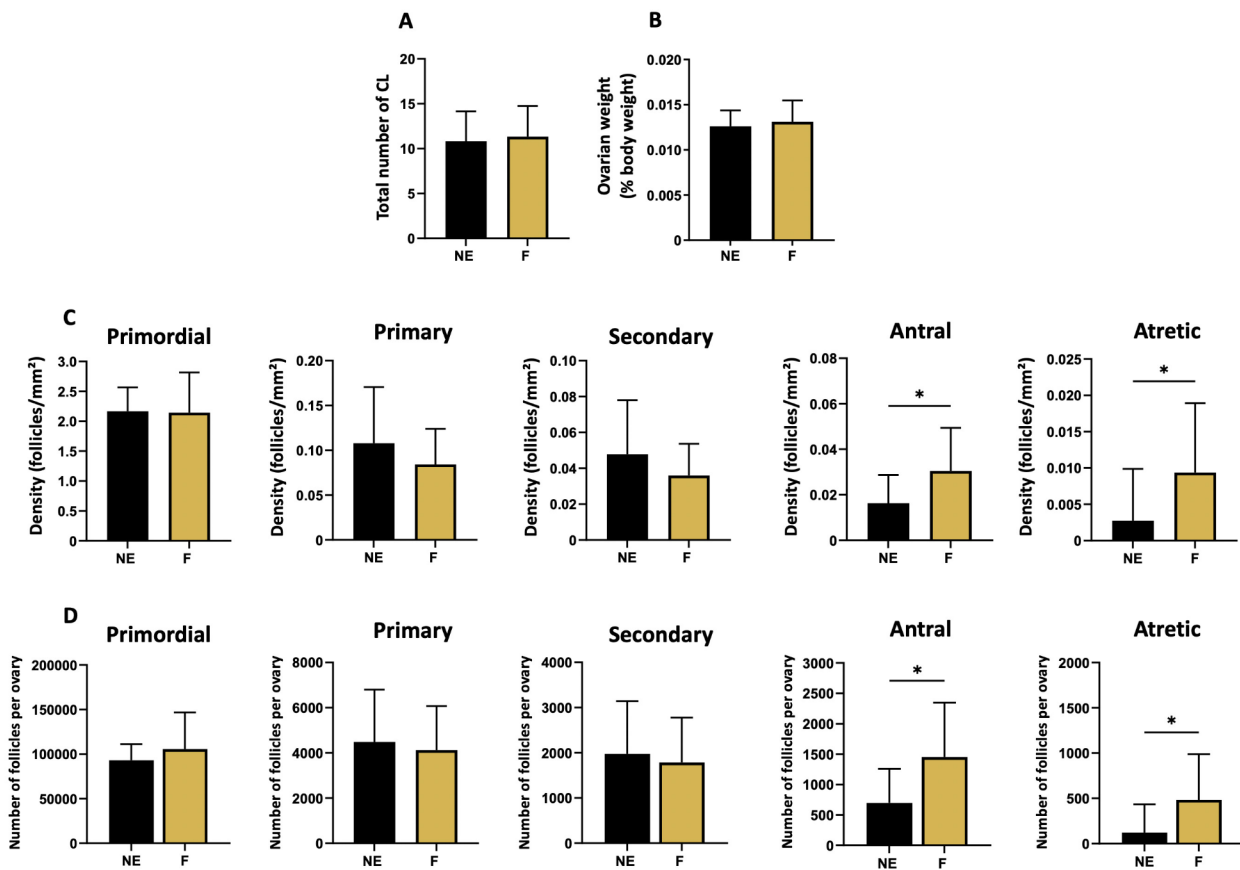 A
Total number of CL
20
15
10
5
0
NE F
B
Ovarian weight
(% body weight)
0.020
0.015
0.010
0.005
0
NE F
C
Primordial
Density (follicles/mm²)
3.0
2.5
2.0
1.5
1.0
0.5
0
NE F
Primary
Density (follicles/mm²)
0.20
0.15
0.10
0.05
0
NE F
Secondary
Density (follicles/mm²)
0.10
0.08
0.06
0.04
0.02
0
NE F
Antral
Density (follicles/mm²)
0.08
0.06
0.04
0.02
0
*
NE F
Atretic
Density (follicles/mm²)
0.025
0.020
0.015
0.010
0.005
0
*
NE F
D
Primordial
Number of follicles per ovary
200000
150000
100000
50000
0
NE F
Primary
Number of follicles per ovary
8000
6000
4000
2000
0
NE F
Secondary
Number of follicles per ovary
4000
3000
2000
1000
0
NE F
Antral
Number of follicles per ovary
3000
2500
2000
1500
1000
500
0
*
NE F
Atretic
Number of follicles per ovary
2000
1500
1000
500
0
*
NE F